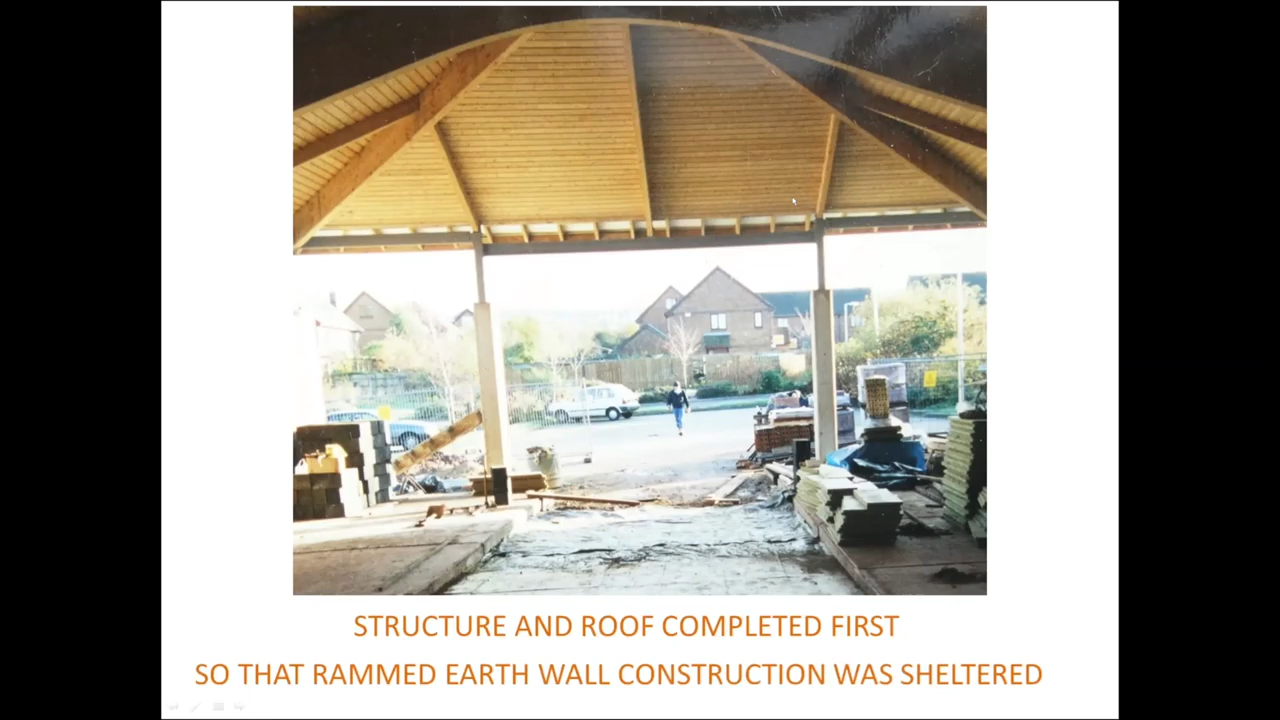 STRUCTURE AND ROOF COMPLETED FIRST
SO THAT RAMMED EARTH WALL CONSTRUCTION WAS SHELTERED